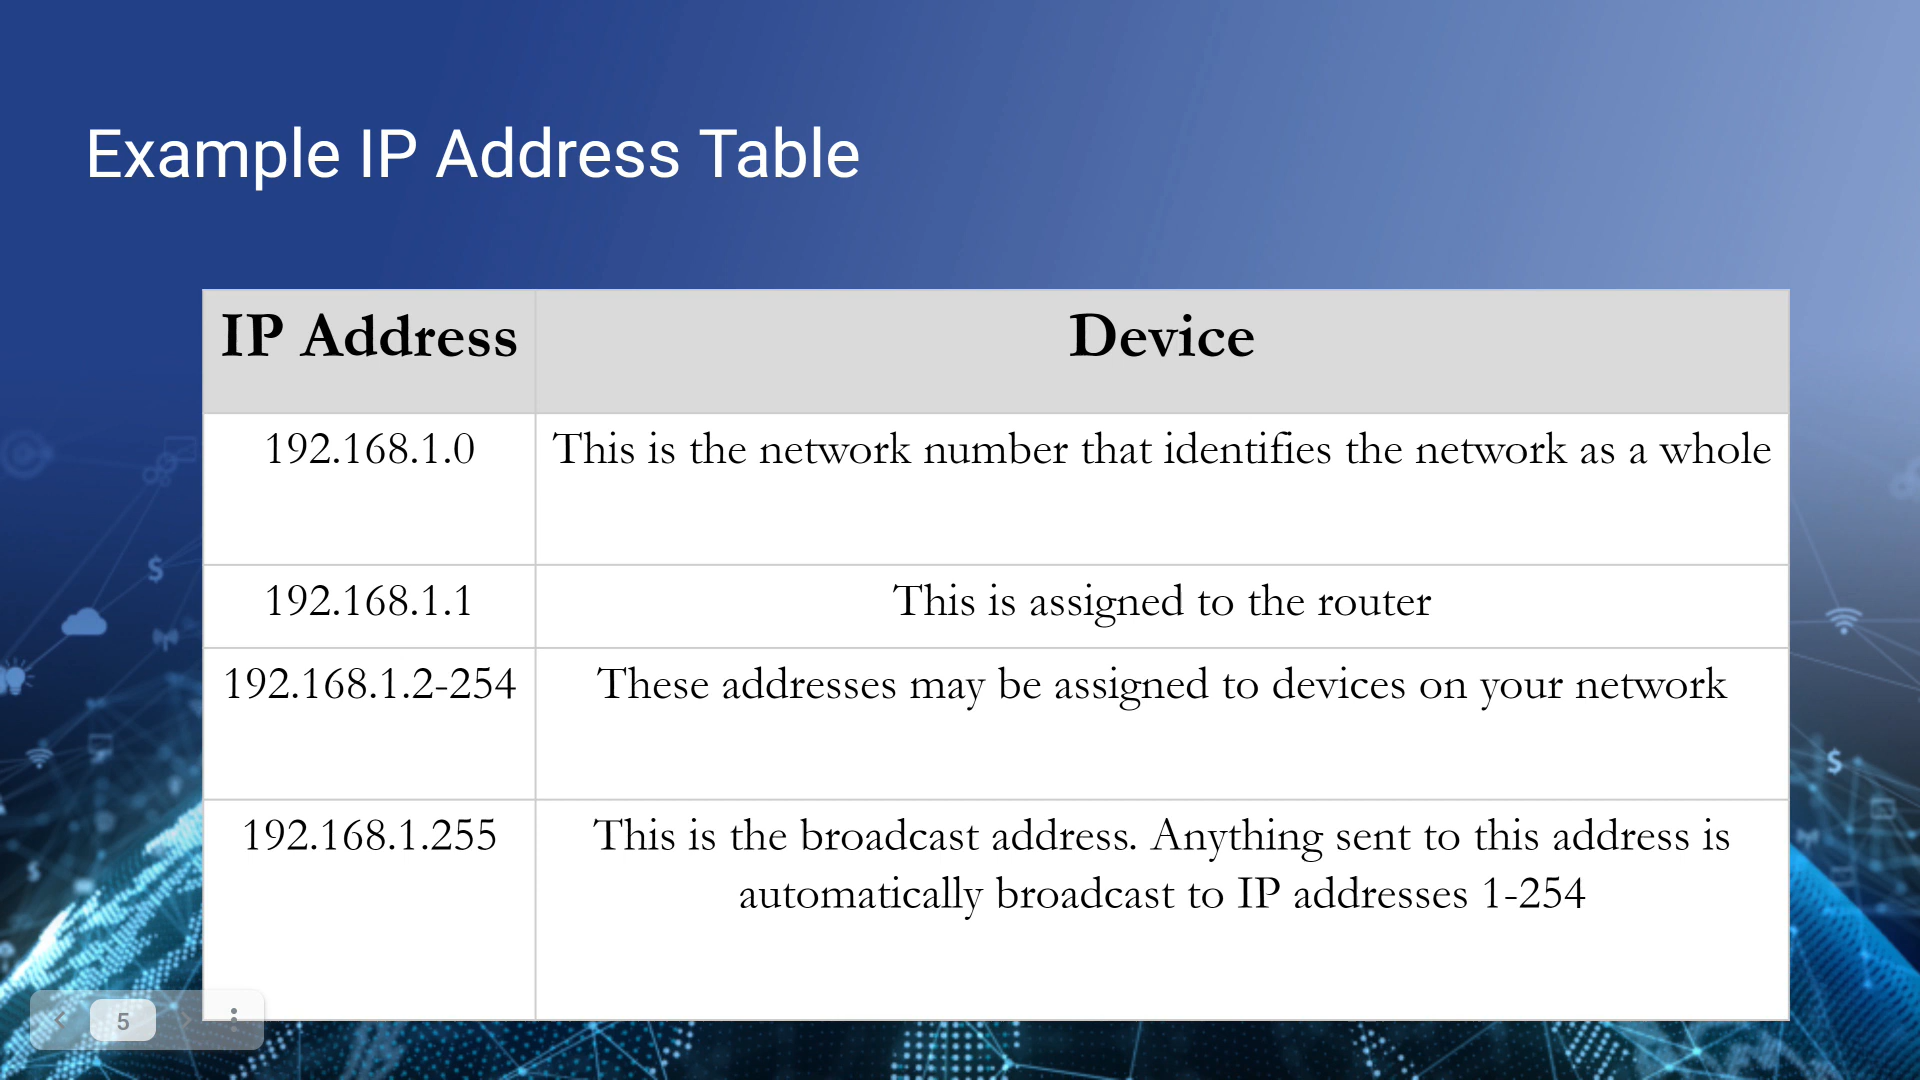 Example IP Address Table
IP Address Device
192.168.1.0 This is the network number that identifies the network as a whole
192.168.1.1 This is assigned to the router
192.168.1.2-254 These addresses may be assigned to devices on your network
192.168.1.255 This is the broadcast address. Anything sent to this address is
automatically broadcast to IP addresses 1-254
5